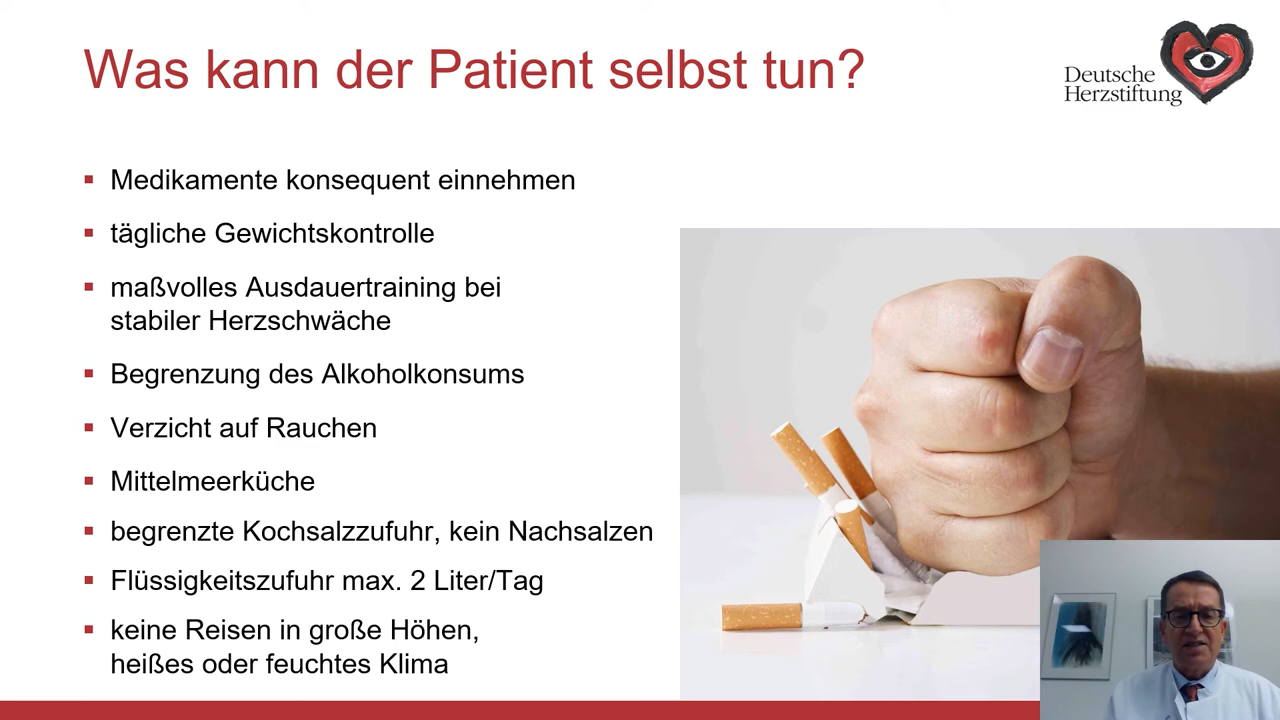 Was kann der Patient selbst tun?
Deutsche
Herzstiftung
▪ Medikamente konsequent einnehmen
▪ tägliche Gewichtskontrolle
▪ maßvolles Ausdauertraining bei
stabiler Herzschwäche
▪ Begrenzung des Alkoholkonsums
▪ Verzicht auf Rauchen
▪ Mittelmeerküche
▪ begrenzte Kochsalzzufuhr, kein Nachsalzen
▪ Flüssigkeitszufuhr max. 2 Liter/Tag
▪ keine Reisen in große Höhen,
heißes oder feuchtes Klima